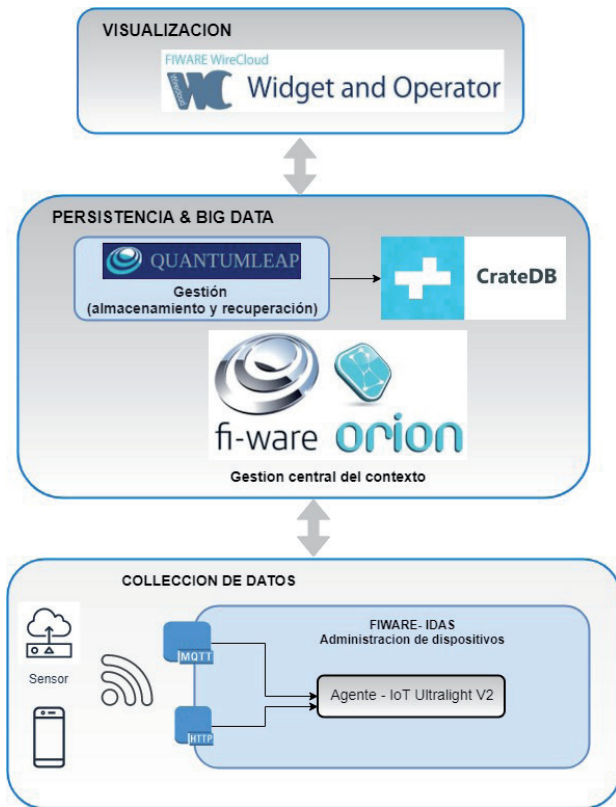 VISUALIZACION
FIWARE WireCloud
WC Widget and Operator
PERSISTENCIA & BIG DATA
QUANTUMLEAP
Gestión
(almacenamiento y recuperación)
CrateDB
fi-ware orion
Gestion central del contexto
COLLECCION DE DATOS
FIWARE- IDAS
Administracion de dispositivos
MQTT
Sensor
Agente - IoT Ultralight V2
HTTP